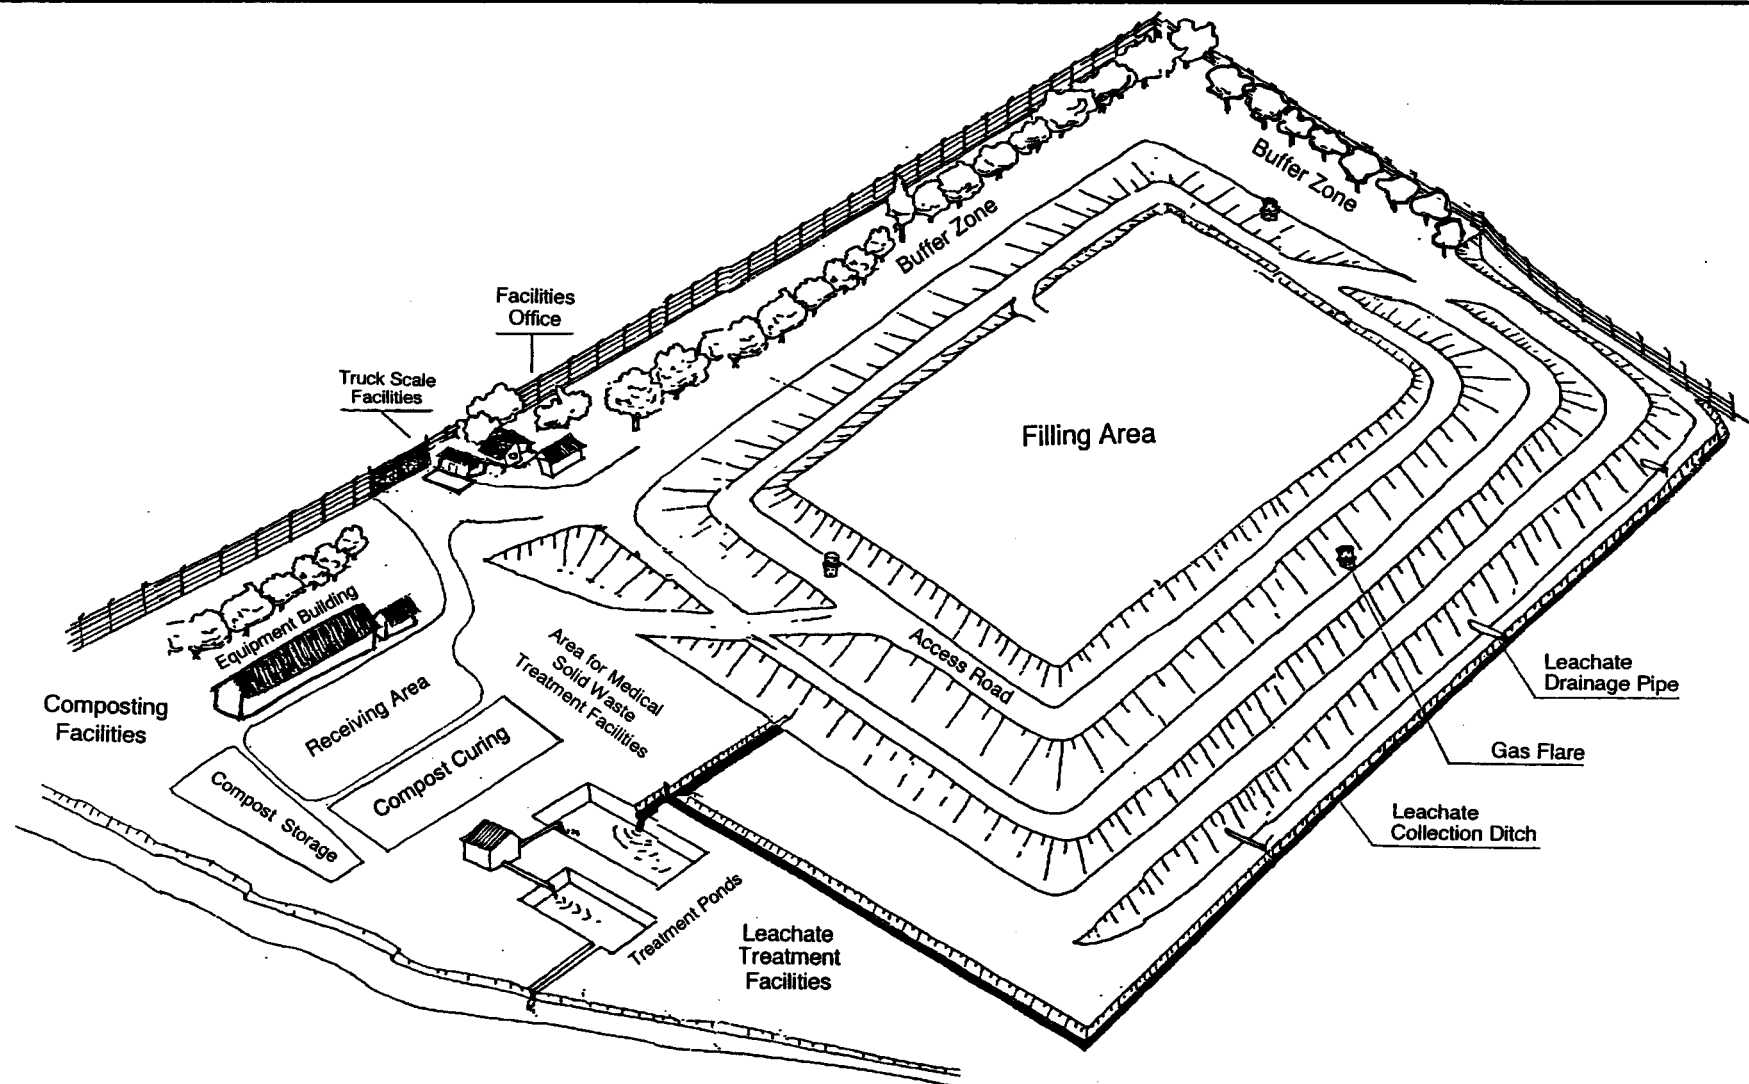 Buffer Zone
Buffer Zone
Facilities
Office
Truck Scale
Facilities
Filling Area
Equipment Building
Area for Medical
Solid Waste
Treatment Facilities
Access Road
Leachate
Drainage Pipe
Composting
Facilities
Receiving Area
Gas Flare
Compost Curing
Compost Storage
Leachate
Collection Ditch
Treatment Ponds
Leachate
Treatment
Facilities